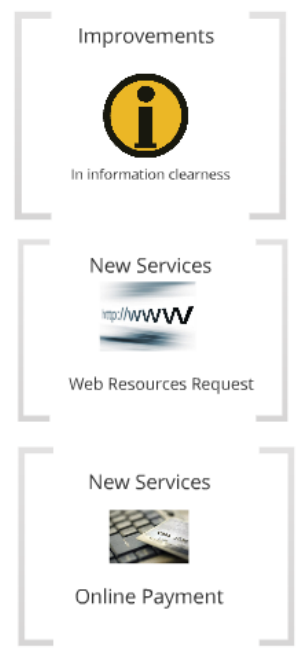 Improvements
i
In information clearness
New Services
http://www
Web Resources Request
New Services
Online Payment